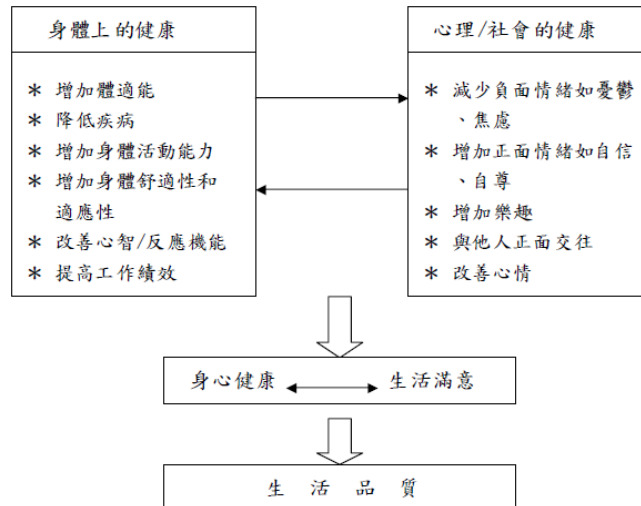 身體上的健康
* 增加體適能
* 降低疾病
* 增加身體活動能力
* 增加身體舒適性和
適應性
* 改善心智/反應機能
* 提高工作績效
心理/社會的健康
* 減少負面情緒如憂鬱
、焦慮
* 增加正面情緒如自信
、自尊
* 增加樂趣
* 與他人正面交往
* 改善心情
身心健康 生活滿意
生 活 品 質